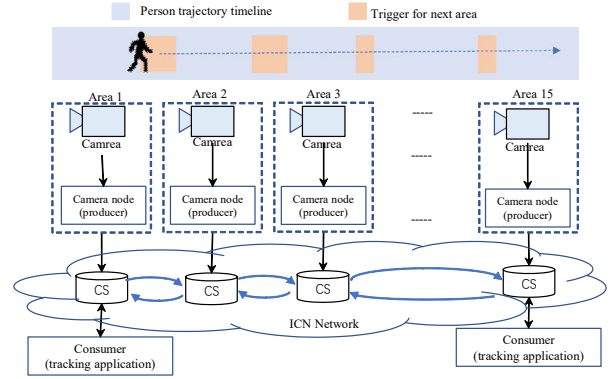 Person trajectory timeline
Trigger for next area
Area 1
Area 2
Area 3
Area 15
Camrea
Camrea
Camrea
Camrea
-----
-----
-----
Camera node
(producer)
Camera node
(producer)
Camera node
(producer)
Camera node
(producer)
CS
CS
CS
CS
ICN Network
Consumer
(tracking application)
Consumer
(tracking application)